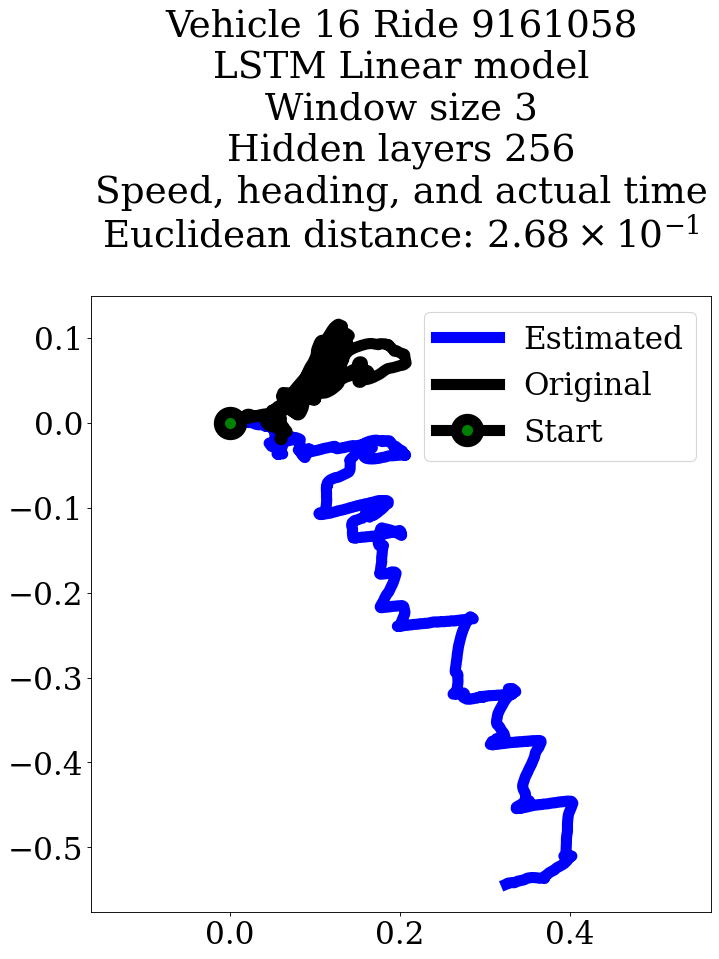 Vehicle 16 Ride 9161058
LSTM Linear model
Window size 3
Hidden layers 256
Speed, heading, and actual time
Euclidean distance: 2.68 × 10⁻¹
Estimated
Original
Start
0.1
0.0
−0.1
−0.2
−0.3
−0.4
−0.5
0.0 0.2 0.4